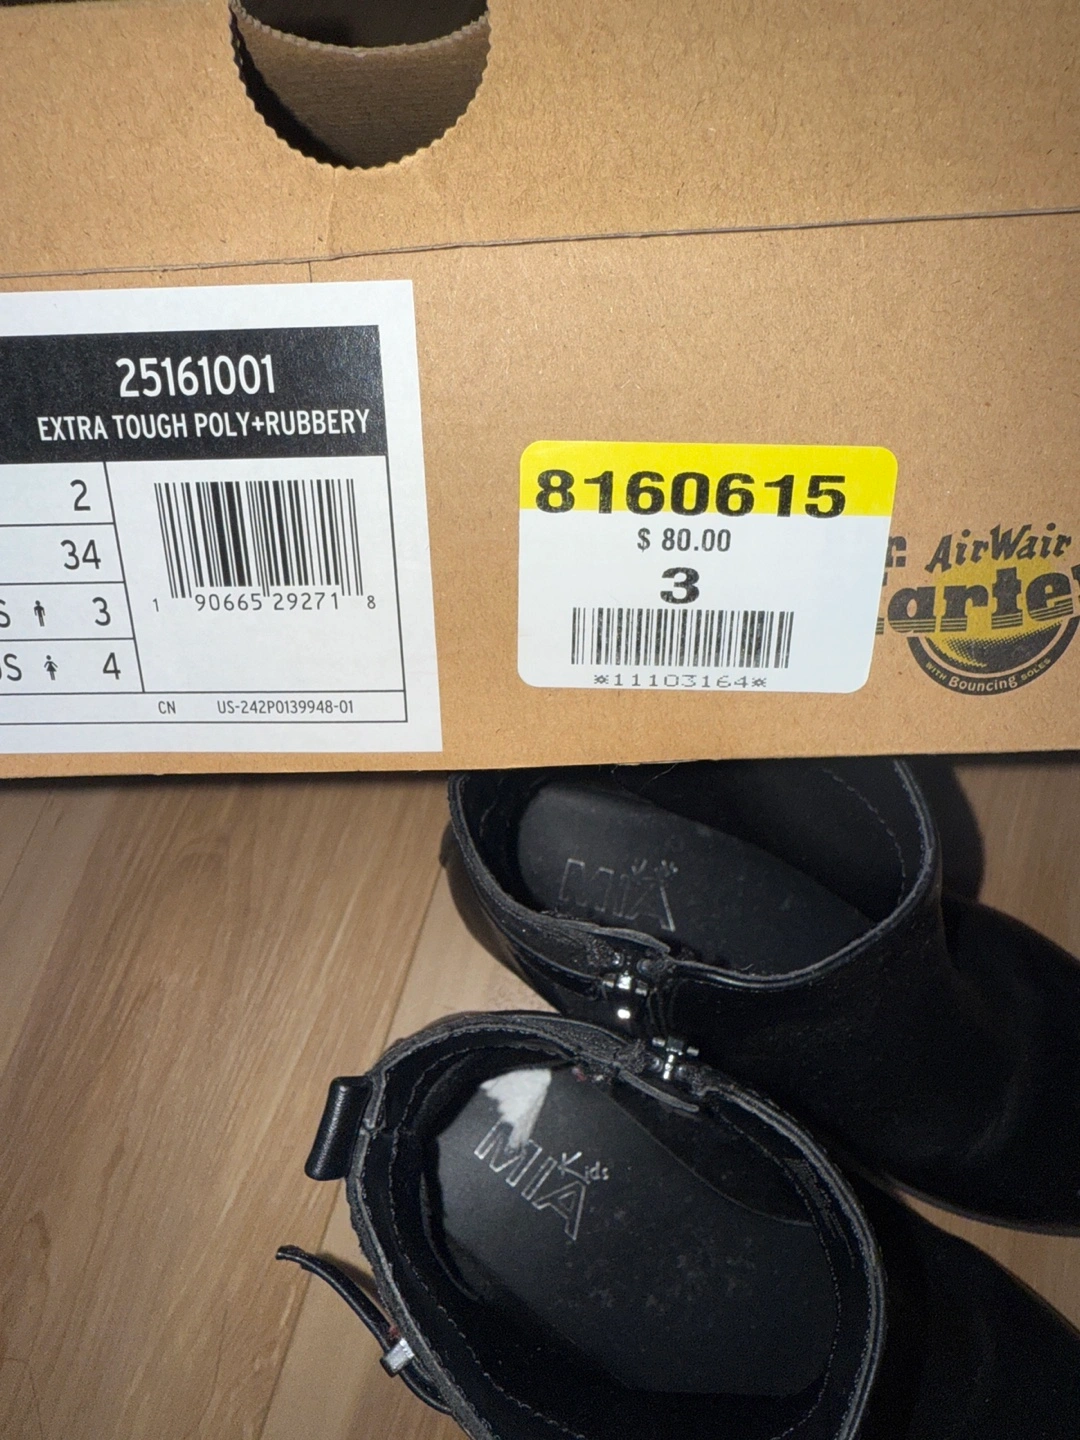 25161001
EXTRA TOUGH POLY+RUBBERY
2
34
S 3
S 4
1 90665 29271 8
CN US-242P0139948-01
8160615
$ 80.00
3
*11103164*
AirWair
WITH Bouncing SOLES
MIA
MIA Kids